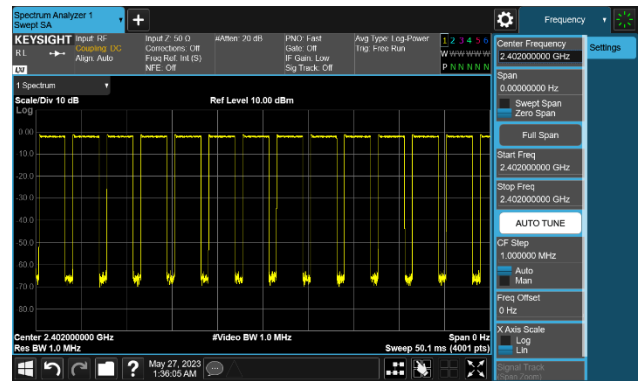 Spectrum Analyzer 1
Swept SA
Frequency
KEYSIGHT
RL
Input: RF
Coupling: DC
Align: Auto
Input Z: 50 Ω
Corrections: Off
Freq Ref: Int (S)
NFE: Off
#Atten: 20 dB
PNO: Fast
Gate: Off
IF Gain: Low
Sig Track: Off
Avg Type: Log-Power
Trig: Free Run
1 2 3 4 5 6
W W W W W W
P N N N N N
LXI
1 Spectrum
Scale/Div 10 dB
Ref Level 10.00 dBm
Log
0.00
-10.0
-20.0
-30.0
-40.0
-50.0
-60.0
-70.0
-80.0
Center 2.402000000 GHz
#Video BW 1.0 MHz
Span 0 Hz
Res BW 1.0 MHz
Sweep 50.1 ms (4001 pts)
May 27, 2023
1:36:05 AM
Center Frequency
2.402000000 GHz
Settings
Span
0.00000000 Hz
Swept Span
Zero Span
Full Span
Start Freq
2.402000000 GHz
Stop Freq
2.402000000 GHz
AUTO TUNE
CF Step
1.000000 MHz
Auto
Man
Freq Offset
0 Hz
X Axis Scale
Log
Lin
Signal Track
(Span Zoom)